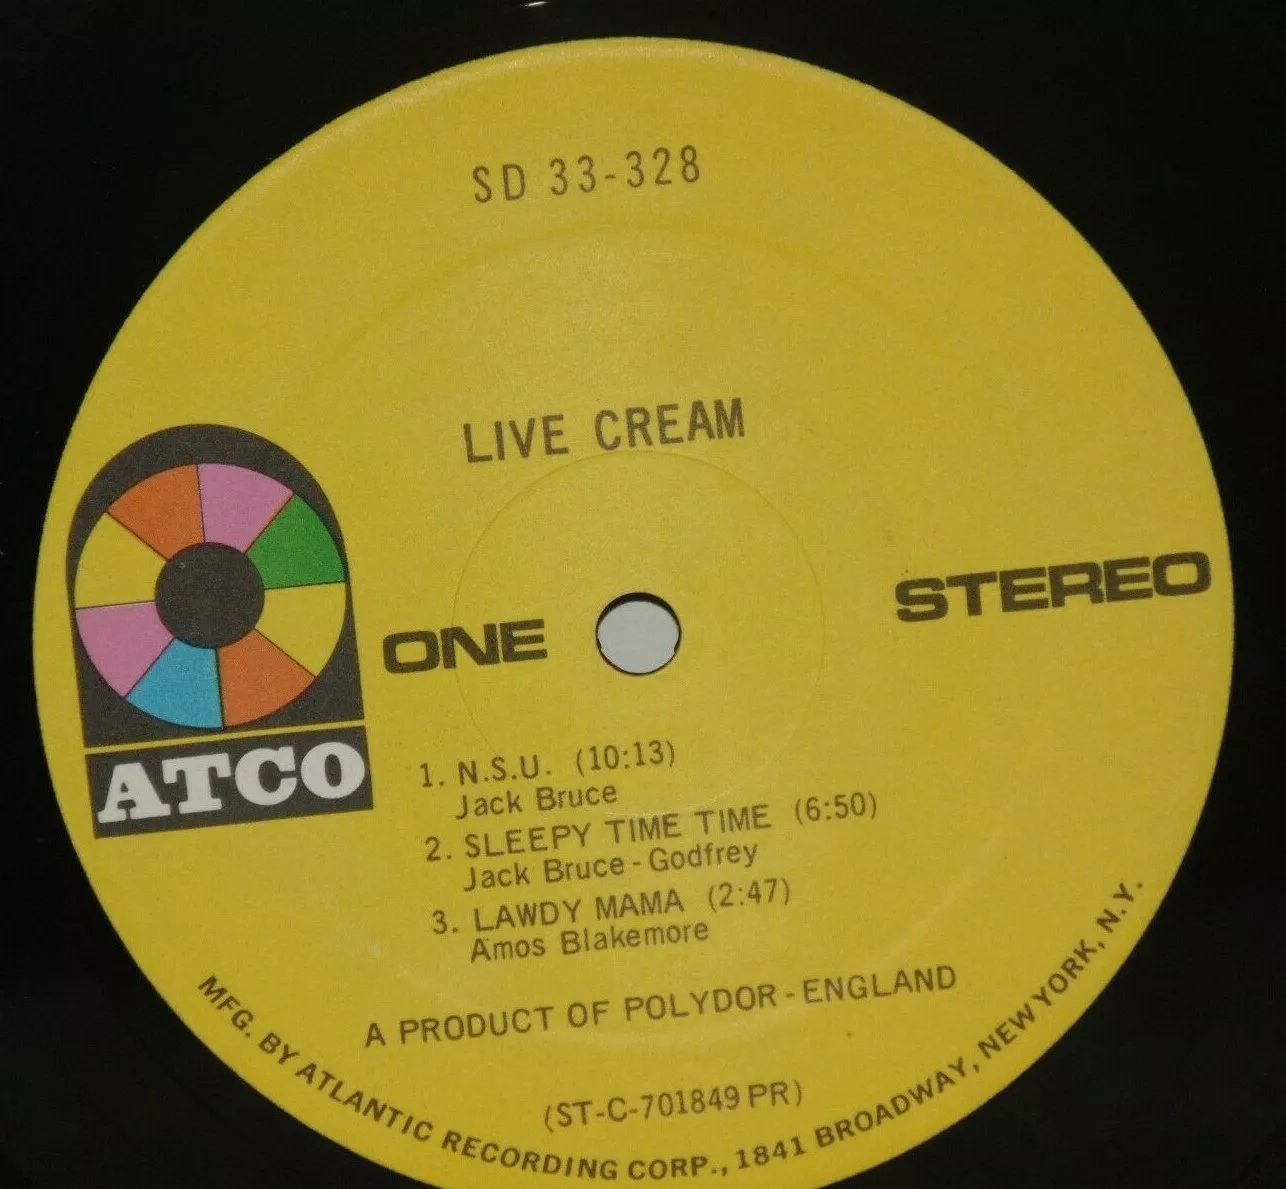 SD 33-328
LIVE CREAM
STEREO
ONE
ATCO
1. N.S.U. (10:13)
Jack Bruce
2. SLEEPY TIME TIME (6:50)
Jack Bruce - Godfrey
3. LAWDY MAMA (2:47)
Amos Blakemore
A PRODUCT OF POLYDOR - ENGLAND
(ST-C-701849 PR)
MFG. BY ATLANTIC RECORDING CORP., 1841 BROADWAY, NEW YORK, N.Y.